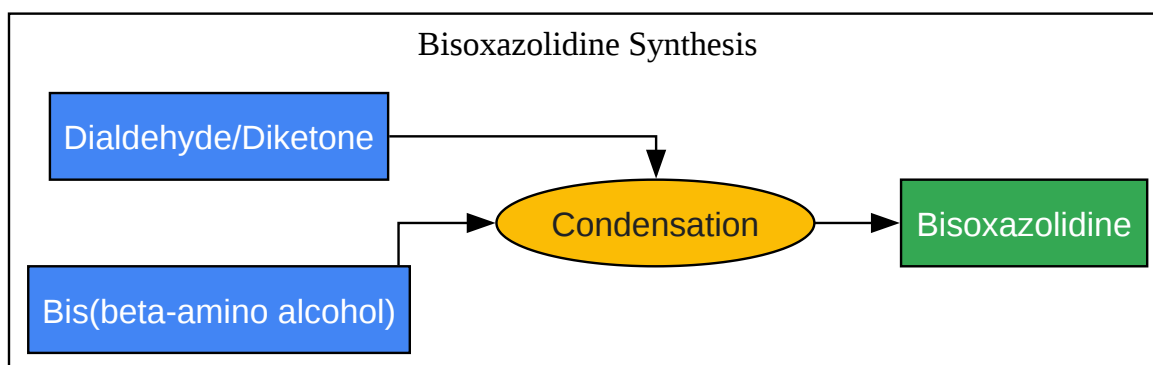 Bisoxazolidine Synthesis
Dialdehyde/Diketone
Condensation
Bisoxazolidine
Bis(beta-amino alcohol)